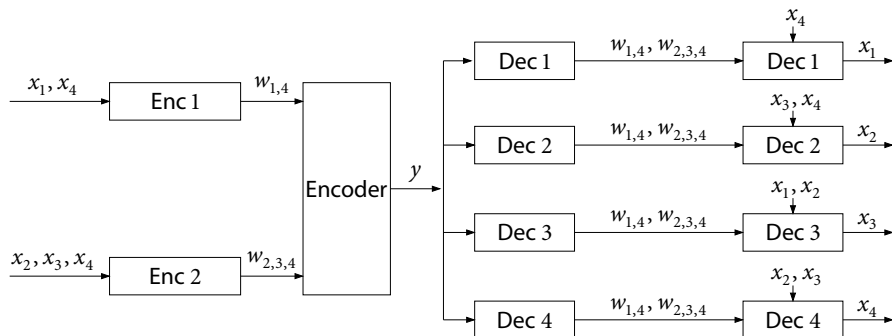 x₁, x₄
Enc 1
w₁,₄
x₂, x₃, x₄
Enc 2
w₂,₃,₄
Encoder
y
Dec 1
w₁,₄, w₂,₃,₄
x₄
Dec 1
x₁
Dec 2
w₁,₄, w₂,₃,₄
x₃, x₄
Dec 2
x₂
Dec 3
w₁,₄, w₂,₃,₄
x₁, x₂
Dec 3
x₃
Dec 4
w₁,₄, w₂,₃,₄
x₂, x₃
Dec 4
x₄